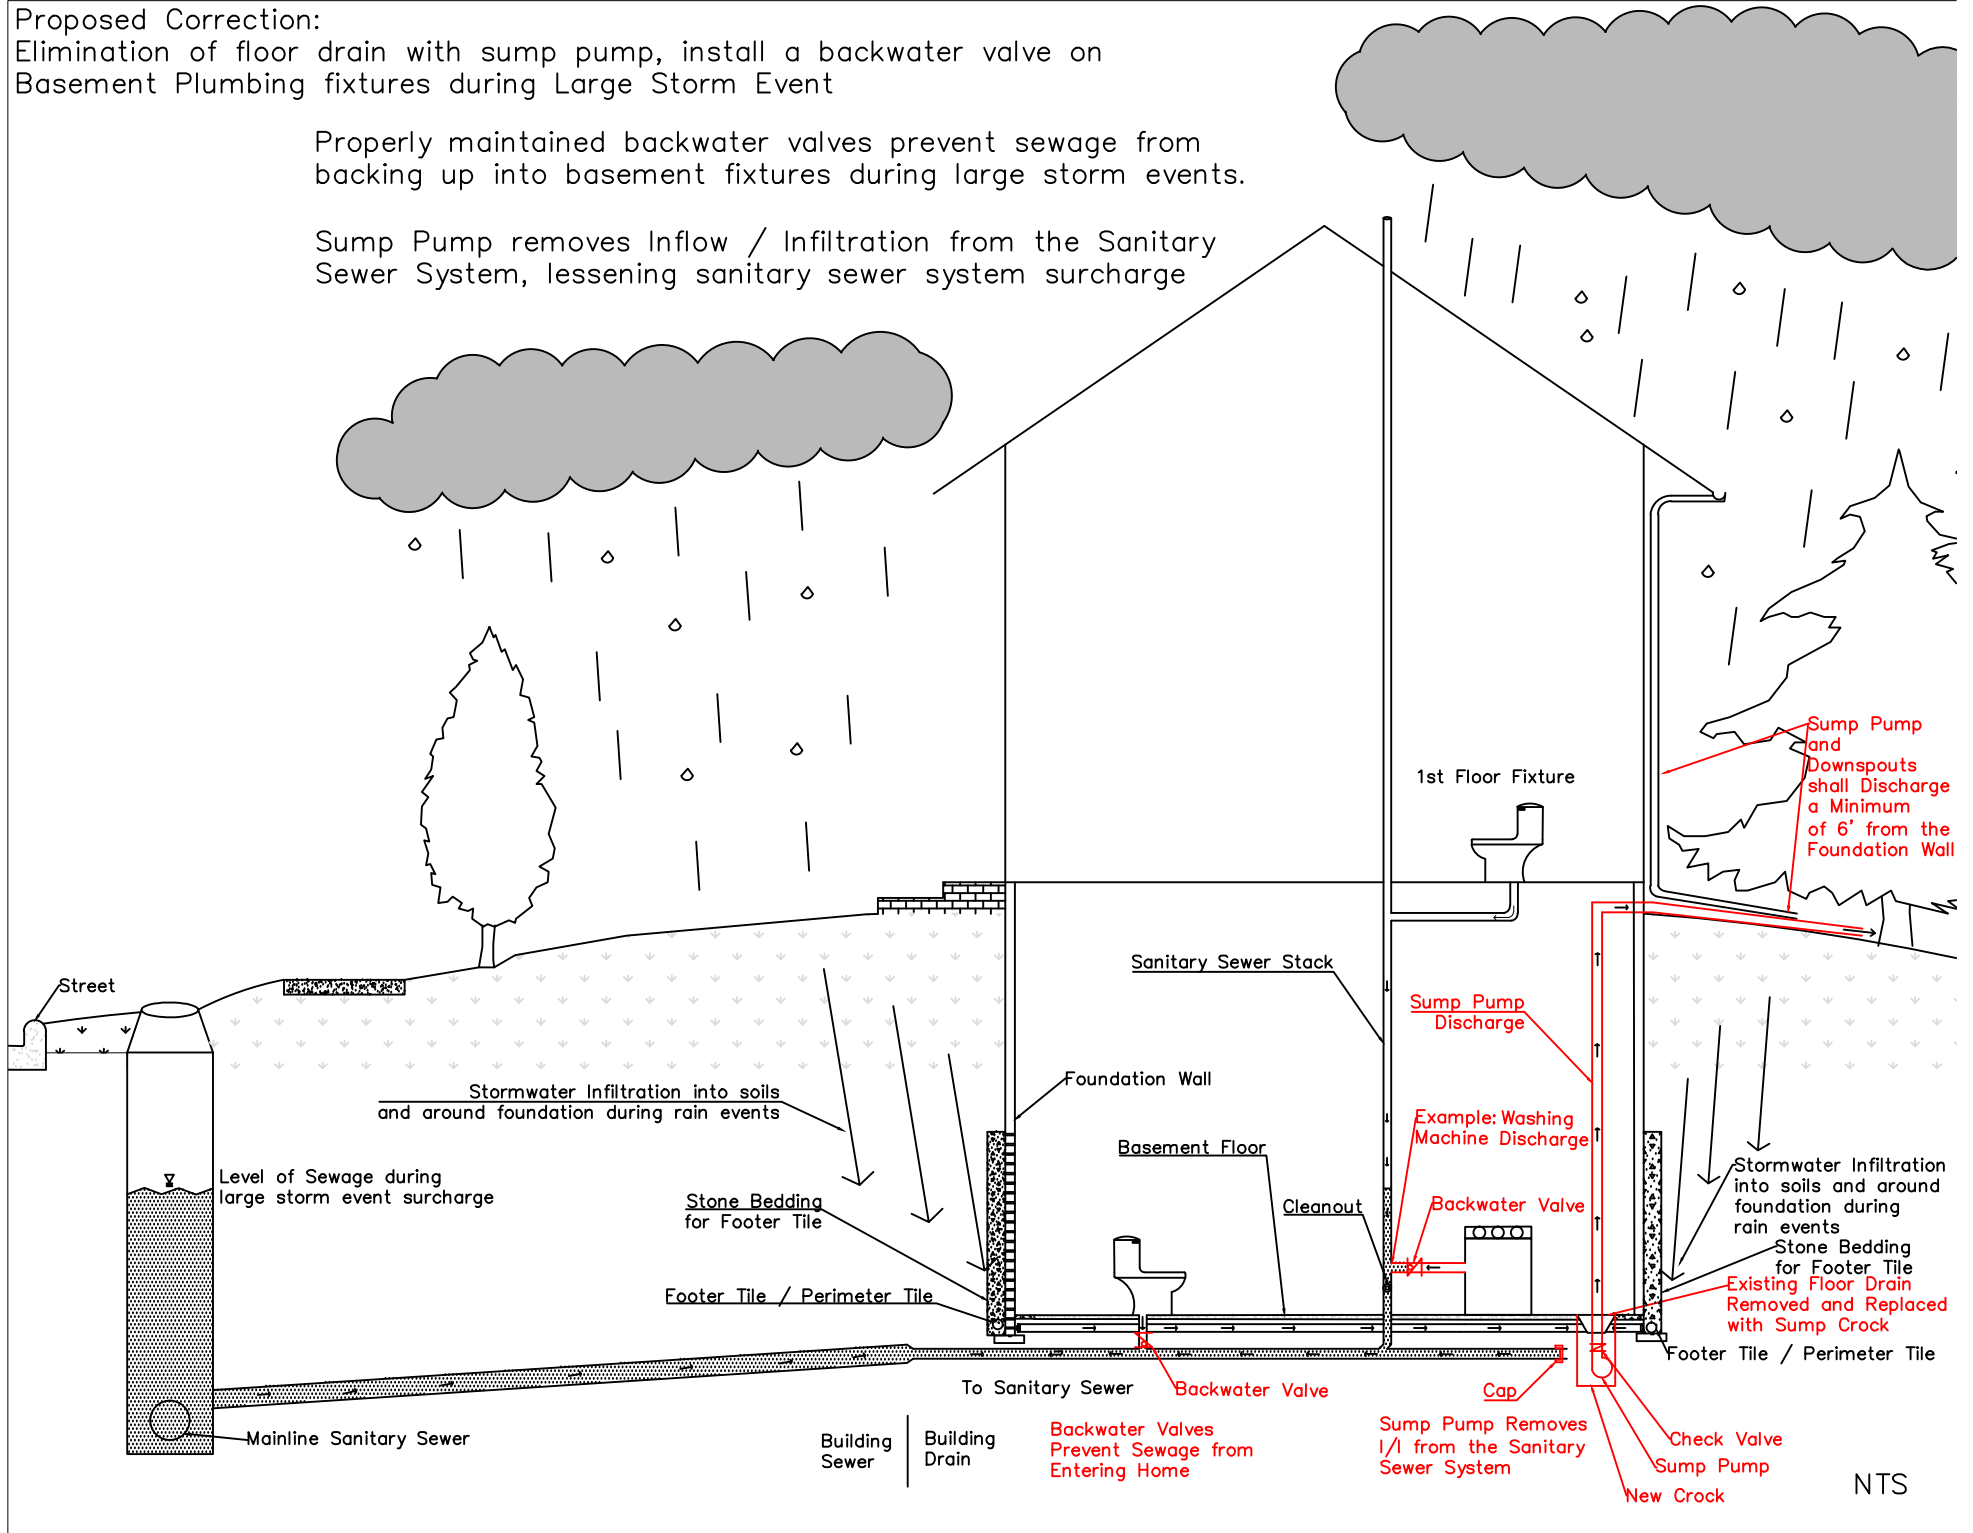 Proposed Correction:
Elimination of floor drain with sump pump, install a backwater valve on
Basement Plumbing fixtures during Large Storm Event
Properly maintained backwater valves prevent sewage from
backing up into basement fixtures during large storm events.
Sump Pump removes Inflow / Infiltration from the Sanitary
Sewer System, lessening sanitary sewer system surcharge
Sump Pump
and
Downspouts
shall Discharge
a Minimum
of 6' from the
Foundation Wall
1st Floor Fixture
Street
Sanitary Sewer Stack
Sump Pump
Discharge
Stormwater Infiltration into soils
and around foundation during rain events
Foundation Wall
Example: Washing
Machine Discharge
Basement Floor
Level of Sewage during
large storm event surcharge
Stone Bedding
for Footer Tile
Cleanout
Backwater Valve
Stormwater Infiltration
into soils and around
foundation during
rain events
Stone Bedding
for Footer Tile
Existing Floor Drain
Removed and Replaced
with Sump Crock
Footer Tile / Perimeter Tile
Footer Tile / Perimeter Tile
To Sanitary Sewer
Backwater Valve
Cap
Mainline Sanitary Sewer
Building
Sewer
Building
Drain
Backwater Valves
Prevent Sewage from
Entering Home
Sump Pump Removes
I/I from the Sanitary
Sewer System
Check Valve
Sump Pump
New Crock
NTS